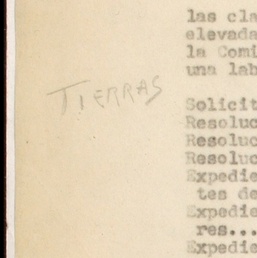 las cla
elevada
la Comi
una lab
TIERRAS
Solicit
Resoluc
Resoluc
Resoluc
Expedie
tes de
Expedie
res...
Expedie